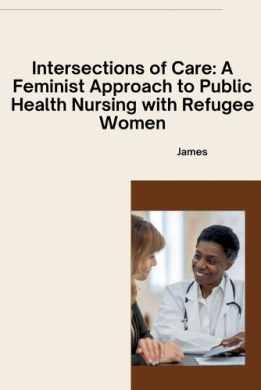 Intersections of Care: A
Feminist Approach to Public
Health Nursing with Refugee
Women
James